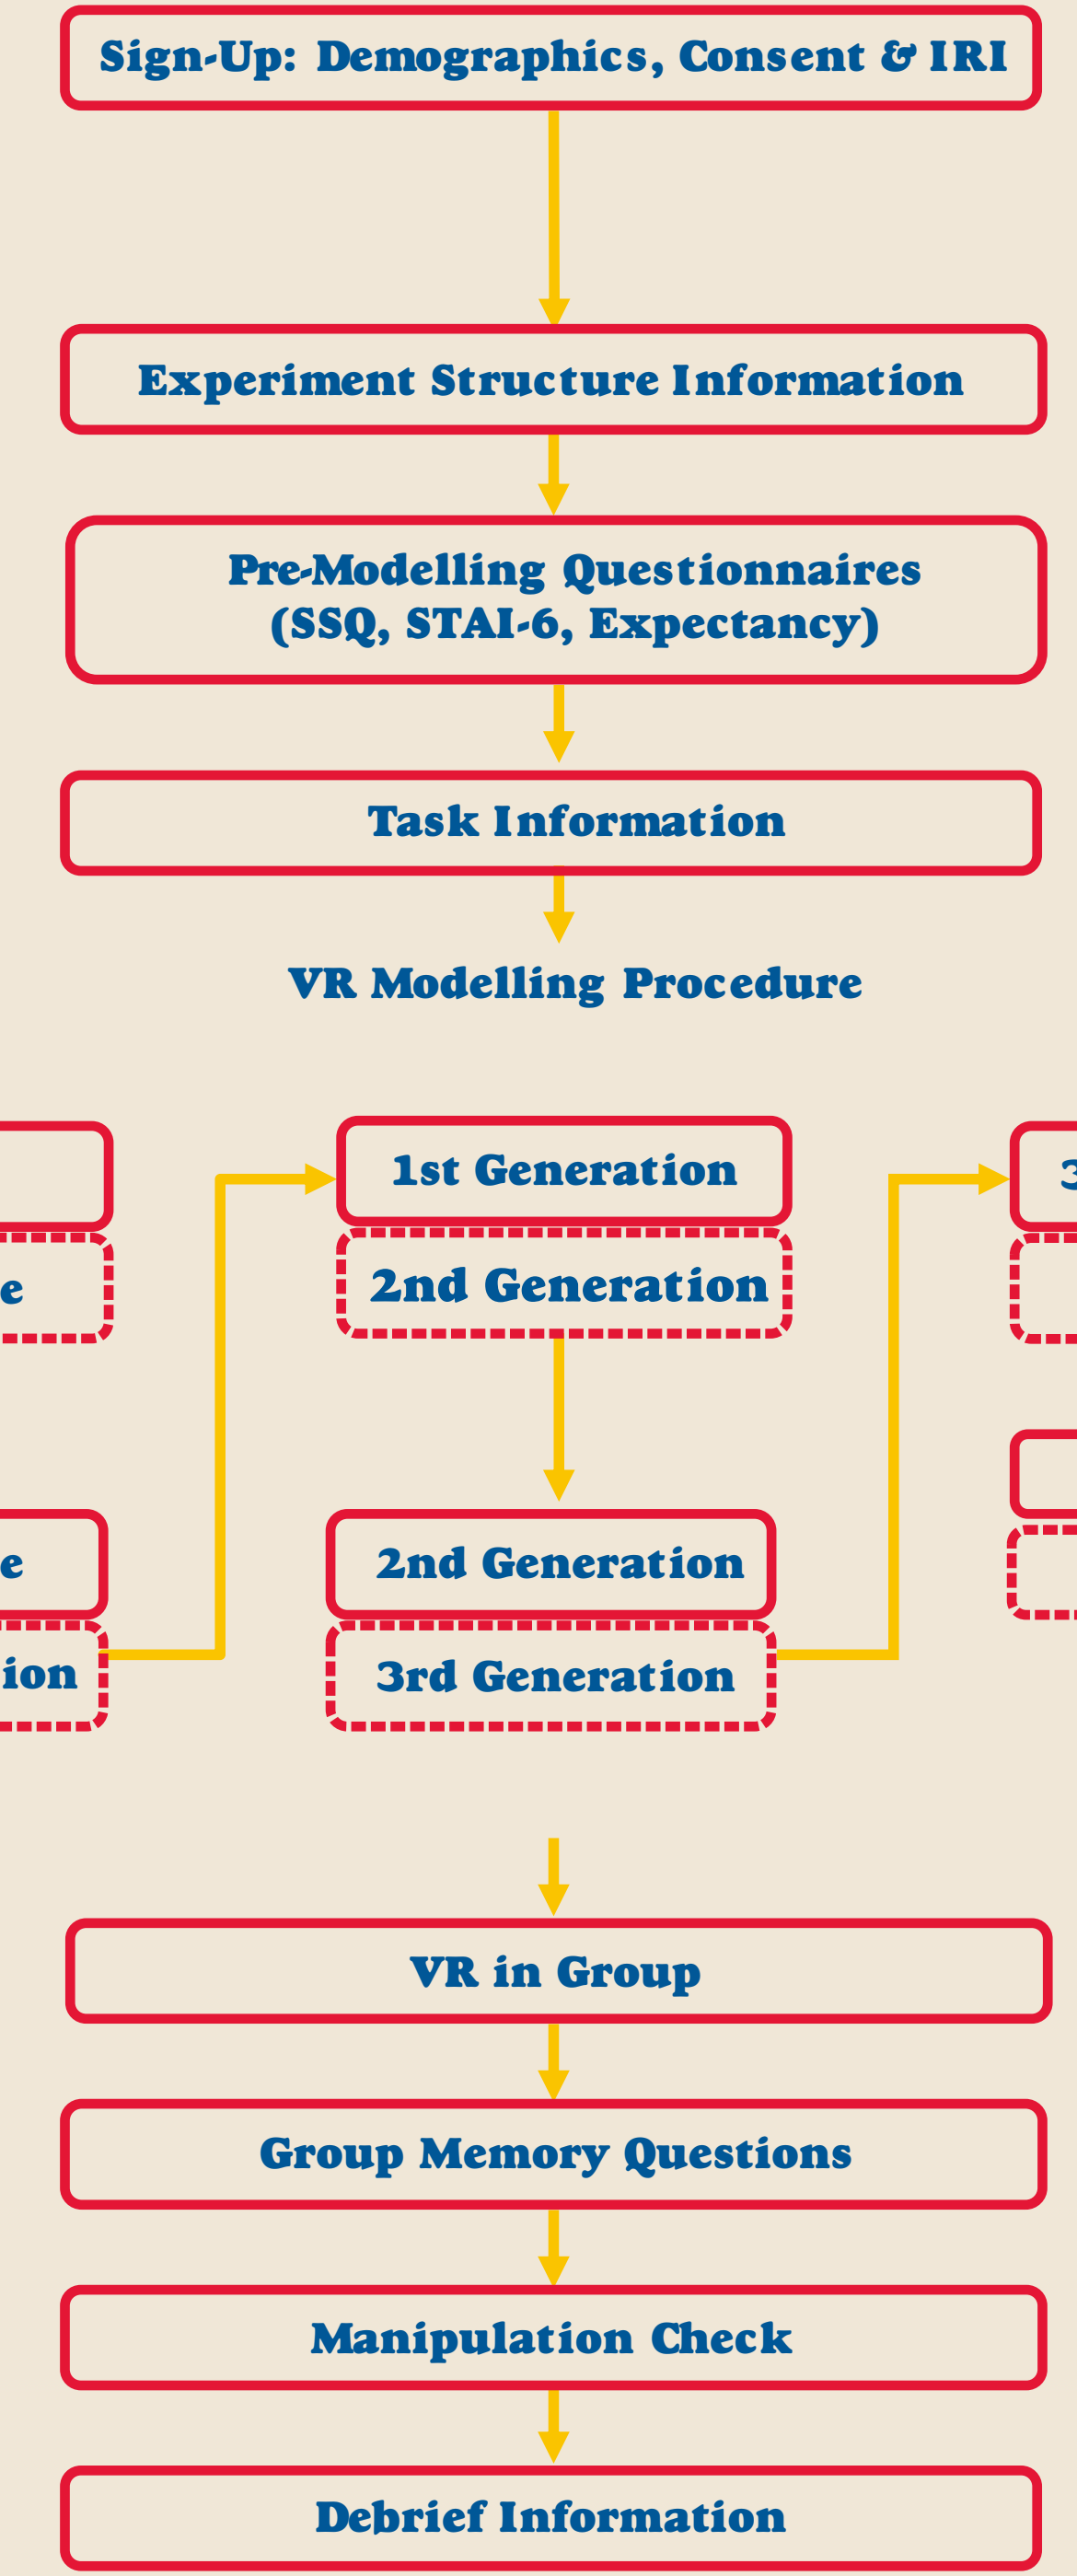 Sign-Up: Demographics, Consent & IRI
Experiment Structure Information
Pre-Modelling Questionnaires
(SSQ, STAI-6, Expectancy)
Task Information
VR Modelling Procedure
1st Generation
2nd Generation
2nd Generation
3rd Generation
VR in Group
Group Memory Questions
Manipulation Check
Debrief Information